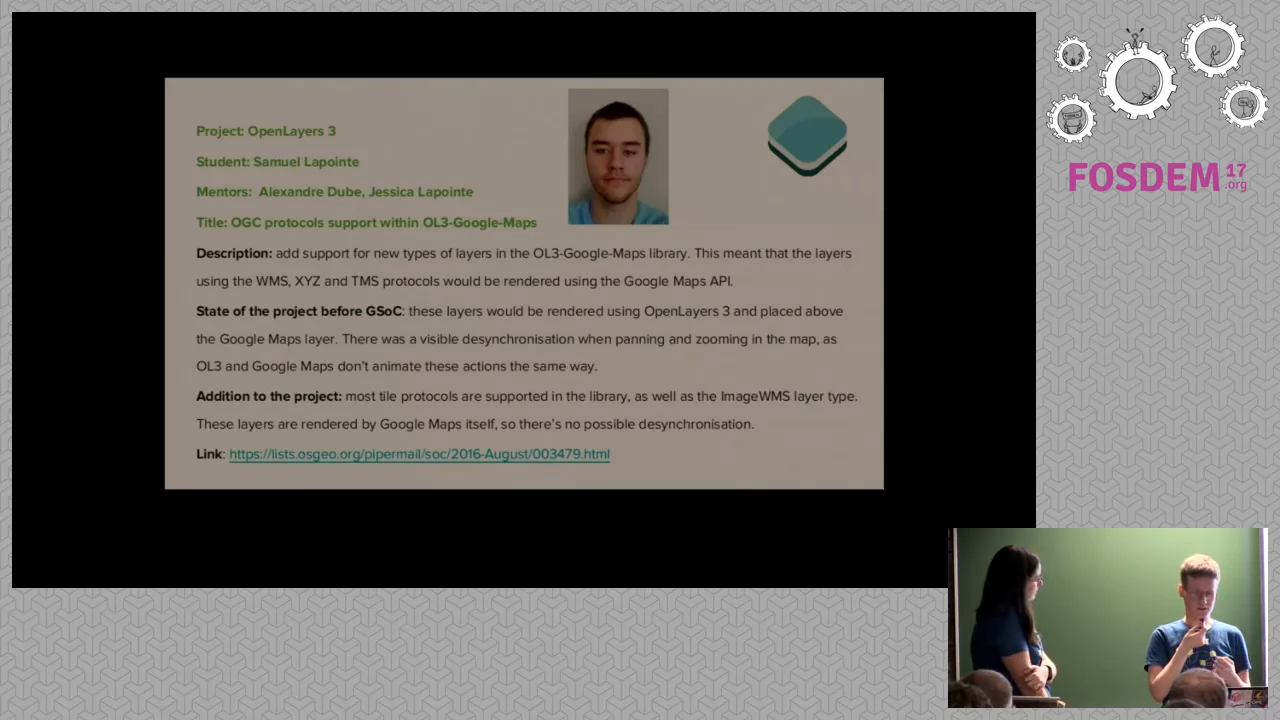 Project: OpenLayers 3
Student: Samuel Lapointe
Mentors: Alexandre Dube, Jessica Lapointe
Title: OGC protocols support within OL3-Google-Maps
Description: add support for new types of layers in the OL3-Google-Maps library. This meant that the layers
using the WMS, XYZ and TMS protocols would be rendered using the Google Maps API.
State of the project before GSoC: these layers would be rendered using OpenLayers 3 and placed above
the Google Maps layer. There was a visible desynchronisation when panning and zooming in the map, as
OL3 and Google Maps don't animate these actions the same way.
Addition to the project: most tile protocols are supported in the library, as well as the ImageWMS layer type.
These layers are rendered by Google Maps itself, so there's no possible desynchronisation.
Link: https://lists.osgeo.org/pipermail/soc/2016-August/003479.html
FOSDEM 17
.org